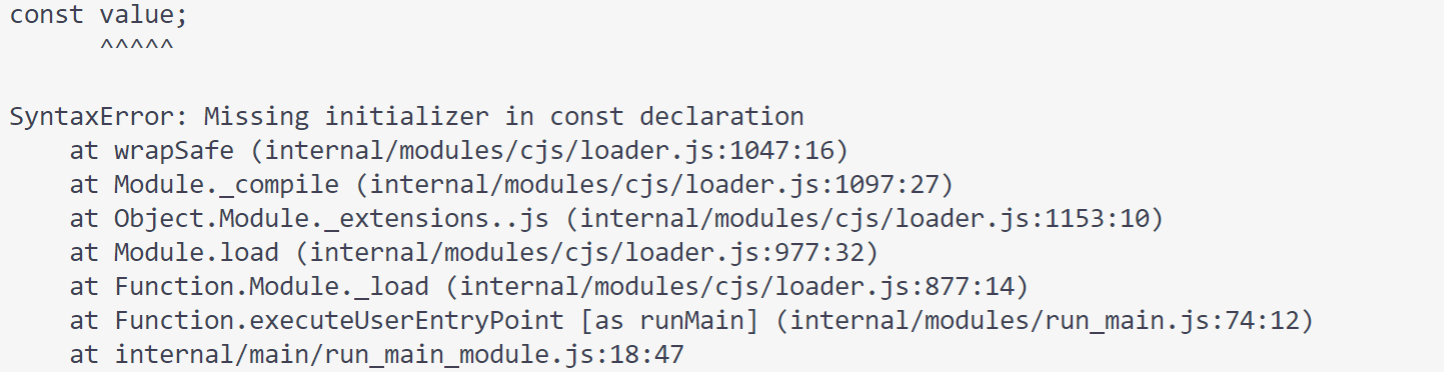 const value;
      ^^^^^
SyntaxError: Missing initializer in const declaration
    at wrapSafe (internal/modules/cjs/loader.js:1047:16)
    at Module._compile (internal/modules/cjs/loader.js:1097:27)
    at Object.Module._extensions..js (internal/modules/cjs/loader.js:1153:10)
    at Module.load (internal/modules/cjs/loader.js:977:32)
    at Function.Module._load (internal/modules/cjs/loader.js:877:14)
    at Function.executeUserEntryPoint [as runMain] (internal/modules/run_main.js:74:12)
    at internal/main/run_main_module.js:18:47